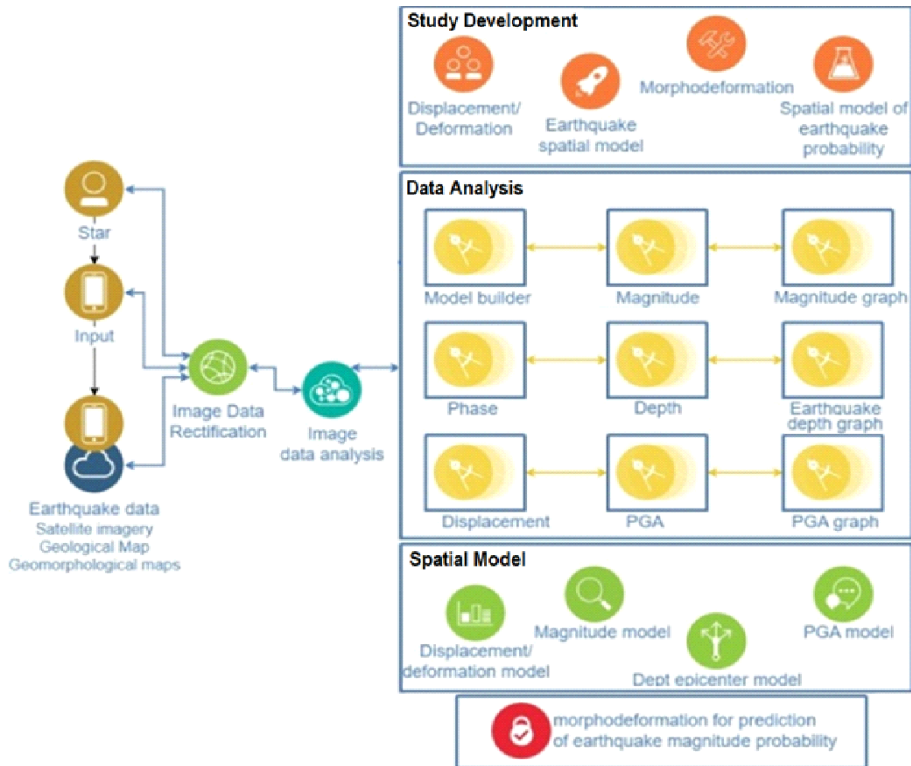 Study Development
Displacement/
Deformation
Earthquake
spatial model
Morphodeformation
Spatial model of
earthquake
probability
Star
Input
Earthquake data
Satellite imagery
Geological Map
Geomorphological maps
Image Data
Rectification
Image
data analysis
Data Analysis
Model builder
Magnitude
Magnitude graph
Phase
Depth
Earthquake
depth graph
Displacement
PGA
PGA graph
Spatial Model
Displacement/
deformation model
Magnitude model
Dept epicenter model
PGA model
morphodeformation for prediction
of earthquake magnitude probability